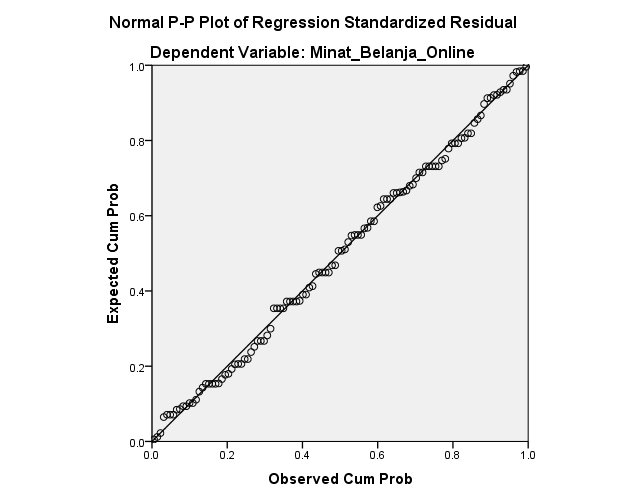 Normal P-P Plot of Regression Standardized Residual
Dependent Variable: Minat_Belanja_Online
1.0
0.8
0.6
0.4
0.2
0.0
Expected Cum Prob
0.0 0.2 0.4 0.6 0.8 1.0
Observed Cum Prob